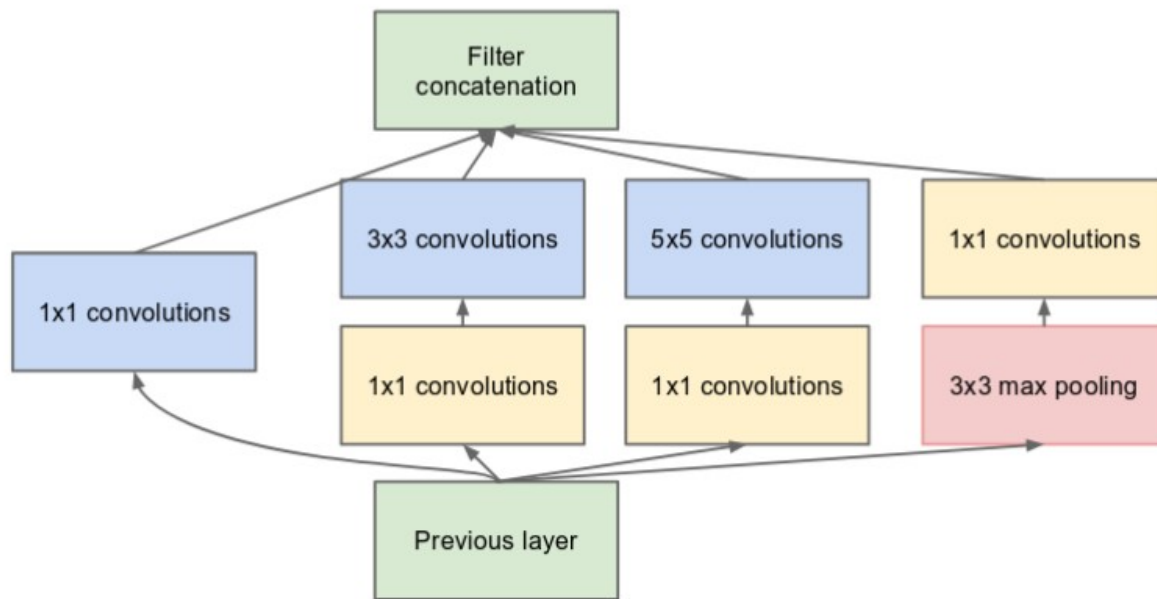 Filter
concatenation
3x3 convolutions
5x5 convolutions
1x1 convolutions
1x1 convolutions
1x1 convolutions
1x1 convolutions
3x3 max pooling
Previous layer